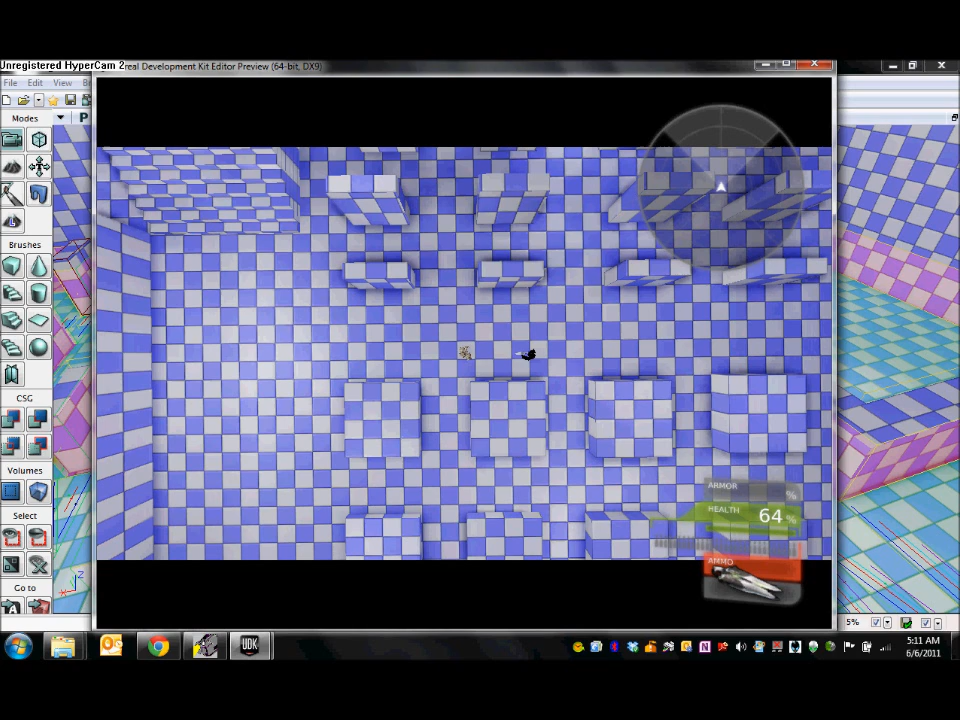 Unregistered HyperCam 2
real Development Kit Editor Preview (64-bit, DX9)
File Edit View
Modes
P
Brushes
CSG
Volumes
Select
Go to
Z
X
ARMOR
%
HEALTH 64 %
AMMO
5%
UDK
N
5:11 AM
6/6/2011